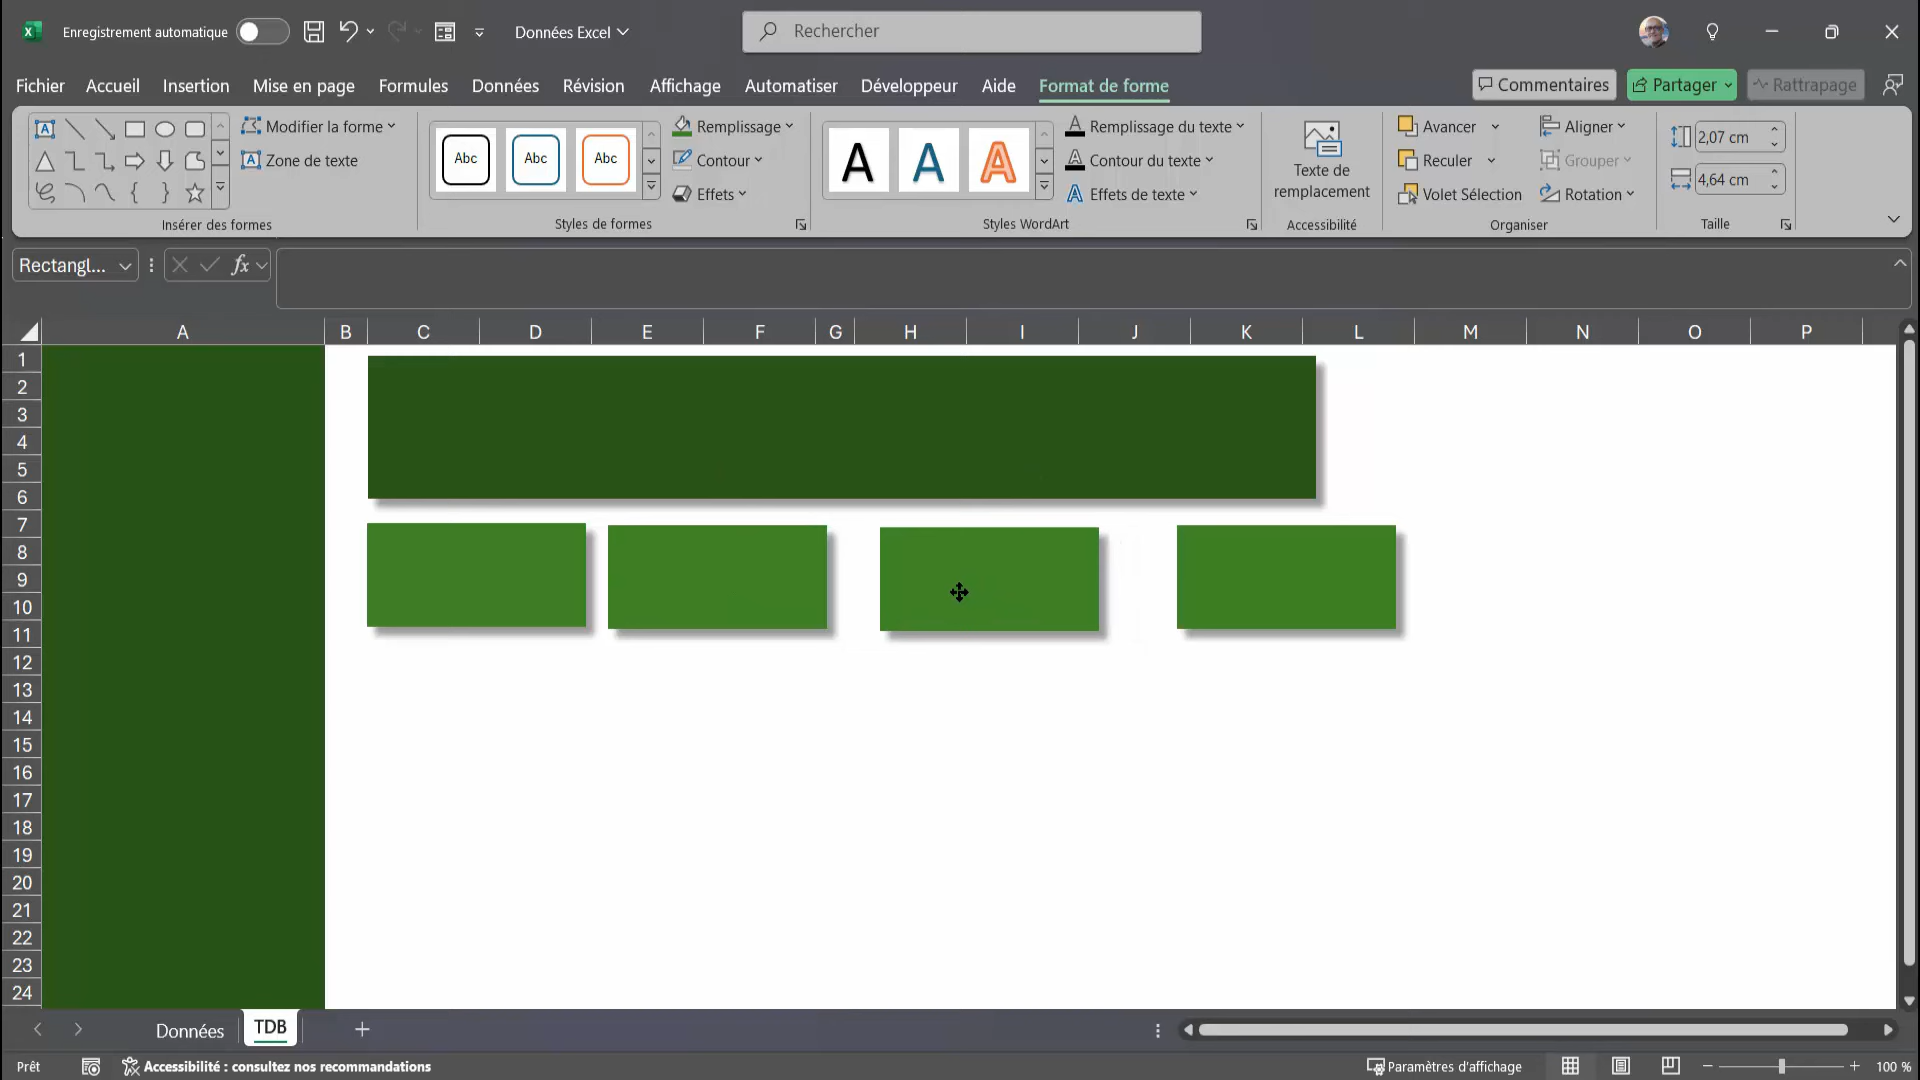 Enregistrement automatique
Données Excel
Rechercher
Fichier Accueil Insertion Mise en page Formules Données Révision Affichage Automatiser Développeur Aide Format de forme
Commentaires Partager Rattrapage
Modifier la forme
Zone de texte
Insérer des formes
Abc Abc Abc
Remplissage
Contour
Effets
Styles de formes
A A A
Remplissage du texte
Contour du texte
Effets de texte
Styles WordArt
Texte de
remplacement
Accessibilité
Avancer
Reculer
Volet Sélection
Aligner
Grouper
Rotation
Organiser
2,07 cm
4,64 cm
Taille
Rectangl...
fx
A B C D E F G H I J K L M N O P
1
2
3
4
5
6
7
8
9
10
11
12
13
14
15
16
17
18
19
20
21
22
23
24
Données TDB
Prêt
Accessibilité : consultez nos recommandations
Paramètres d'affichage
100 %